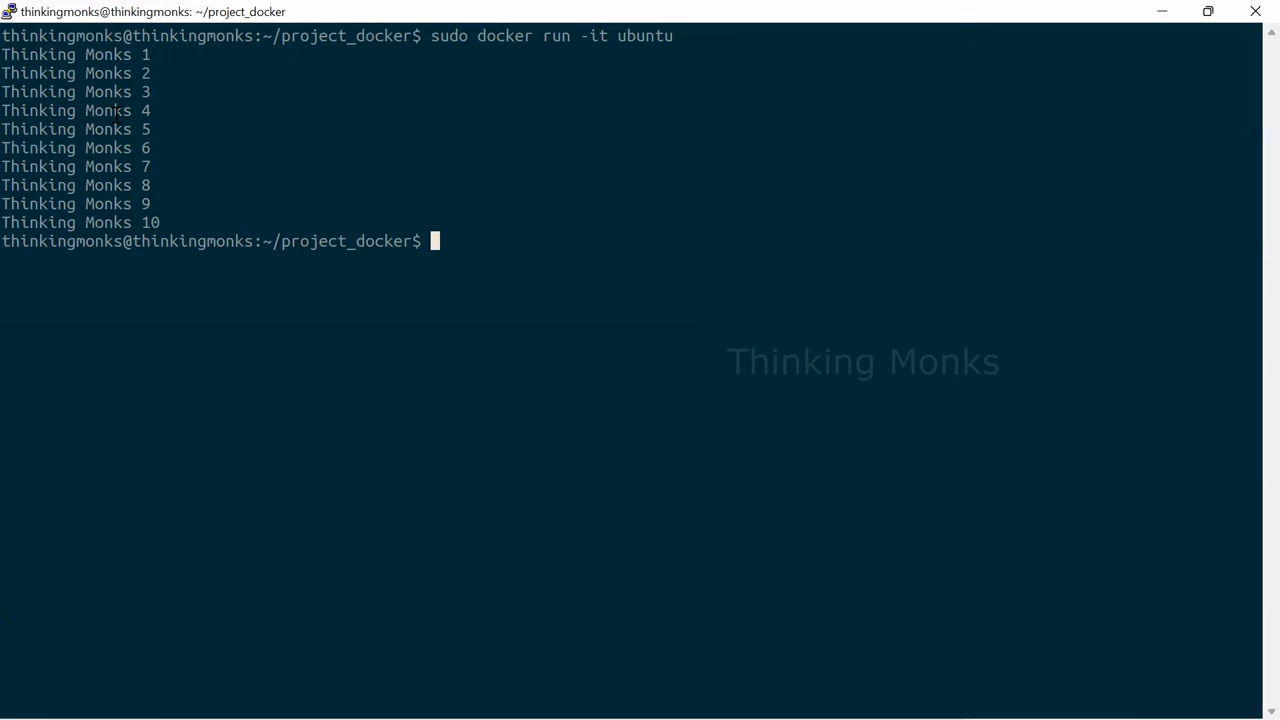 thinkingmonks@thinkingmonks: ~/project_docker
thinkingmonks@thinkingmonks:~/project_docker$ sudo docker run -it ubuntu
Thinking Monks 1
Thinking Monks 2
Thinking Monks 3
Thinking Monks 4
Thinking Monks 5
Thinking Monks 6
Thinking Monks 7
Thinking Monks 8
Thinking Monks 9
Thinking Monks 10
thinkingmonks@thinkingmonks:~/project_docker$
Thinking Monks